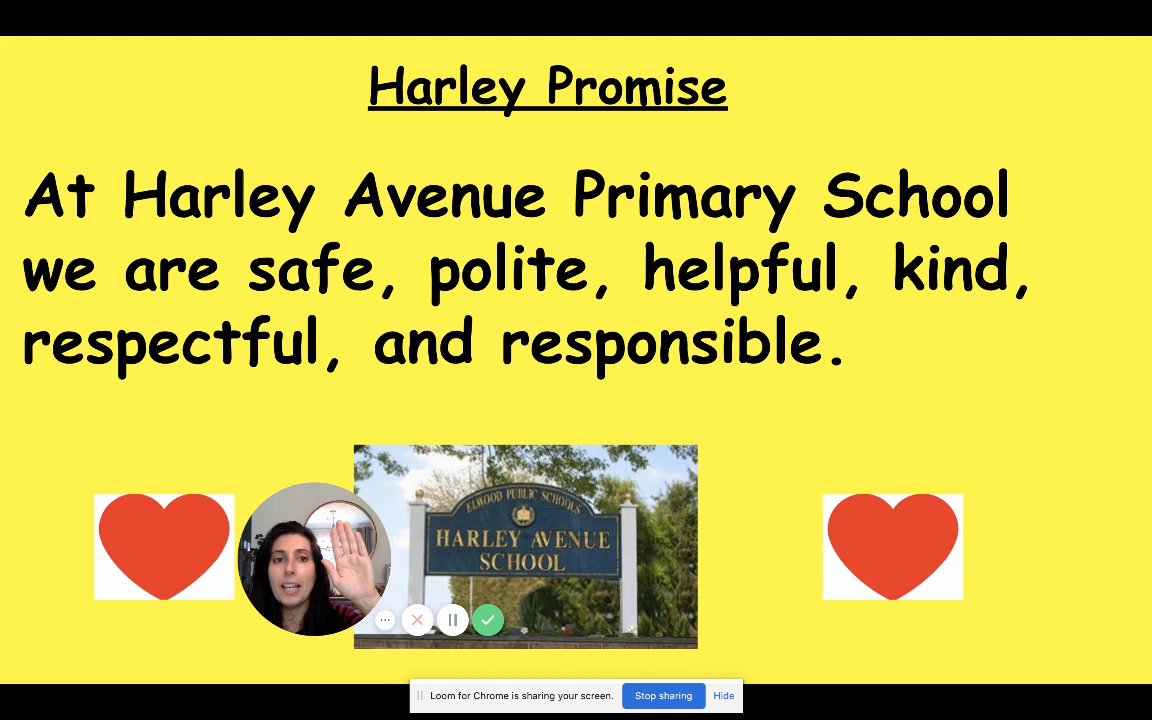 Harley Promise
At Harley Avenue Primary School
we are safe, polite, helpful, kind,
respectful, and responsible.
ELWOOD PUBLIC SCHOOLS
HARLEY AVENUE
SCHOOL
Loom for Chrome is sharing your screen. Stop sharing Hide